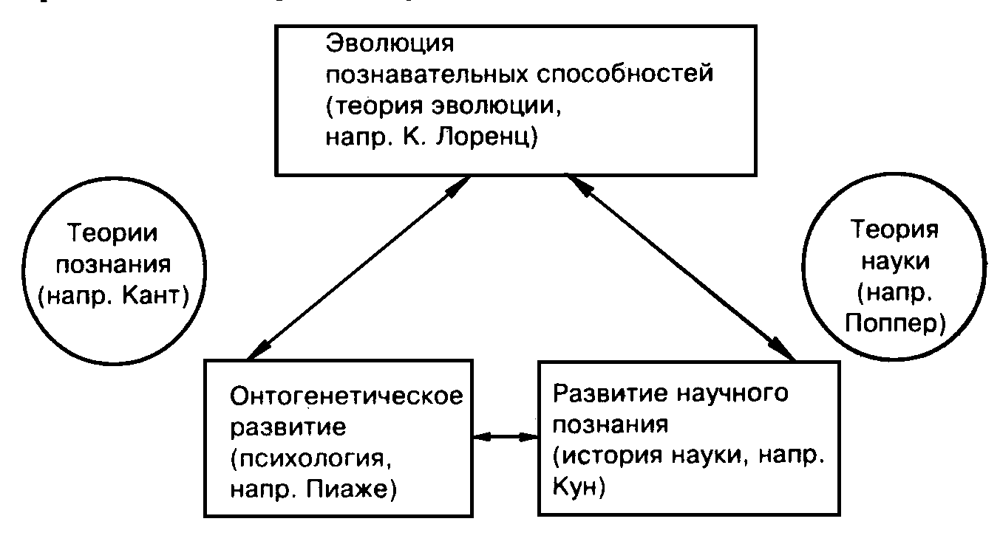 Эволюция
познавательных способностей
(теория эволюции,
напр. К. Лоренц)
Теории
познания
(напр. Кант)
Теория
науки
(напр.
Поппер)
Онтогенетическое
развитие
(психология,
напр. Пиаже)
Развитие научного
познания
(история науки, напр.
Кун)